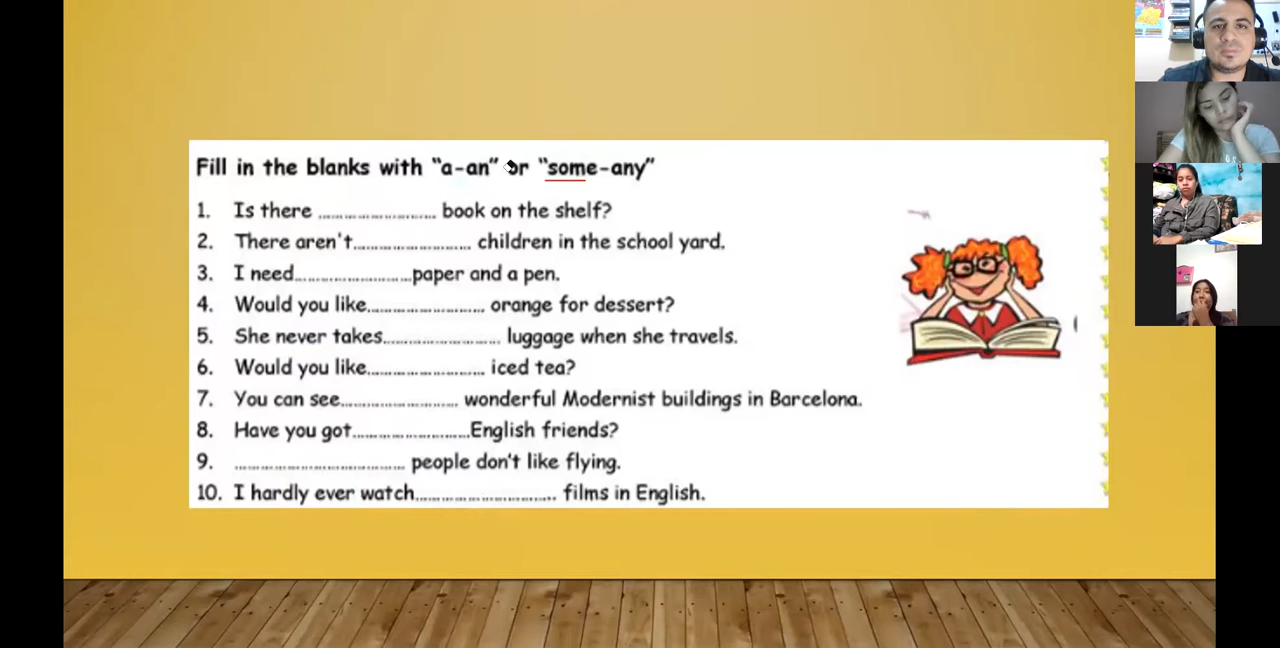 Fill in the blanks with "a-an" or "some-any"
1. Is there ........................ book on the shelf?
2. There aren't........................ children in the school yard.
3. I need........................paper and a pen.
4. Would you like........................ orange for dessert?
5. She never takes........................ luggage when she travels.
6. Would you like........................ iced tea?
7. You can see........................ wonderful Modernist buildings in Barcelona.
8. Have you got........................English friends?
9. .................................. people don't like flying.
10. I hardly ever watch............................ films in English.